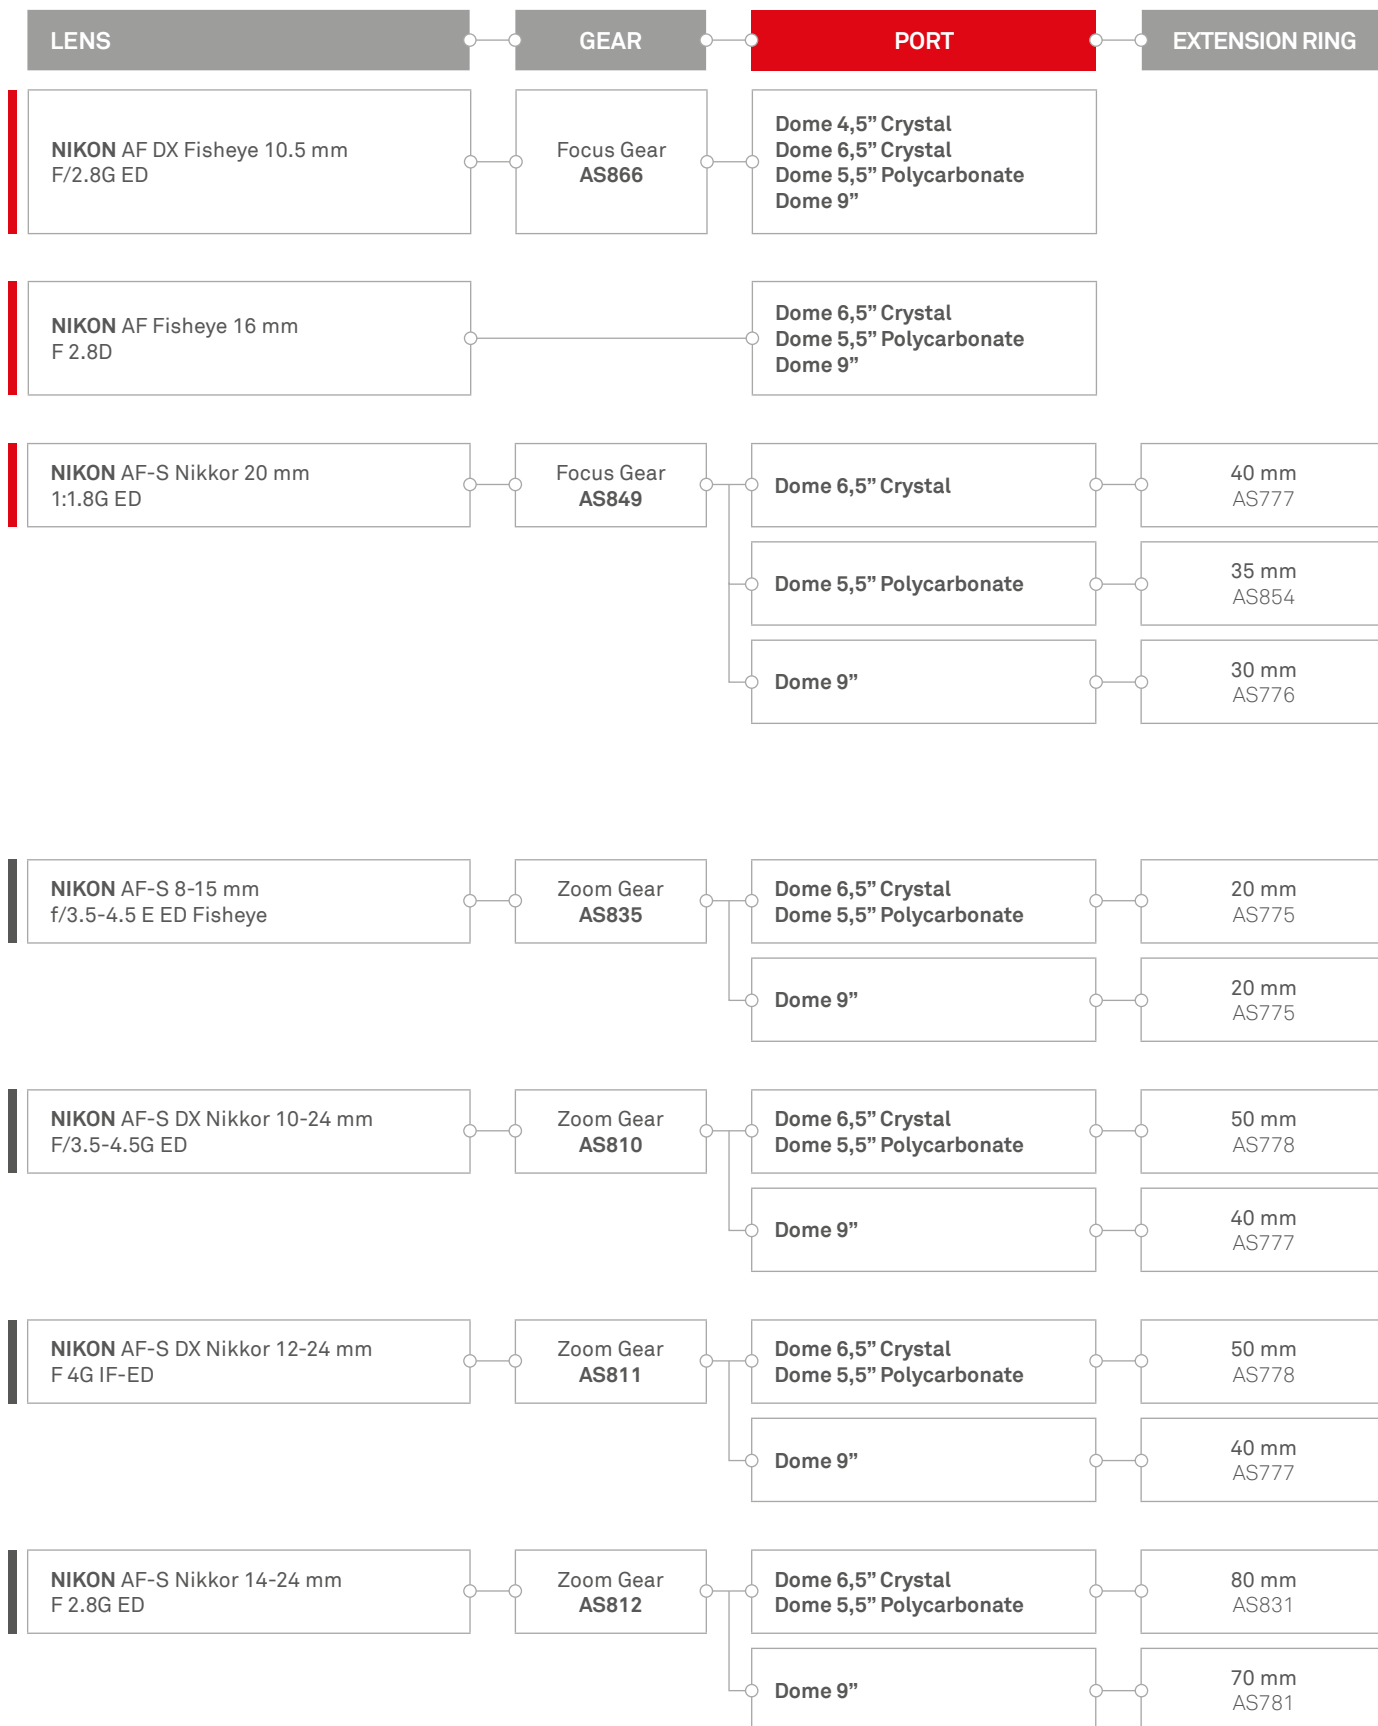 LENS GEAR PORT EXTENSION RING
NIKON AF DX Fisheye 10.5 mm
F/2.8G ED
Focus Gear
AS866
Dome 4,5” Crystal
Dome 6,5” Crystal
Dome 5,5” Polycarbonate
Dome 9”
NIKON AF Fisheye 16 mm
F 2.8D
Dome 6,5” Crystal
Dome 5,5” Polycarbonate
Dome 9”
NIKON AF-S Nikkor 20 mm
1:1.8G ED
Focus Gear
AS849
Dome 6,5” Crystal
40 mm
AS777
Dome 5,5” Polycarbonate
35 mm
AS854
Dome 9”
30 mm
AS776
NIKON AF-S 8-15 mm
f/3.5-4.5 E ED Fisheye
Zoom Gear
AS835
Dome 6,5” Crystal
Dome 5,5” Polycarbonate
20 mm
AS775
Dome 9”
20 mm
AS775
NIKON AF-S DX Nikkor 10-24 mm
F/3.5-4.5G ED
Zoom Gear
AS810
Dome 6,5” Crystal
Dome 5,5” Polycarbonate
50 mm
AS778
Dome 9”
40 mm
AS777
NIKON AF-S DX Nikkor 12-24 mm
F 4G IF-ED
Zoom Gear
AS811
Dome 6,5” Crystal
Dome 5,5” Polycarbonate
50 mm
AS778
Dome 9”
40 mm
AS777
NIKON AF-S Nikkor 14-24 mm
F 2.8G ED
Zoom Gear
AS812
Dome 6,5” Crystal
Dome 5,5” Polycarbonate
80 mm
AS831
Dome 9”
70 mm
AS781